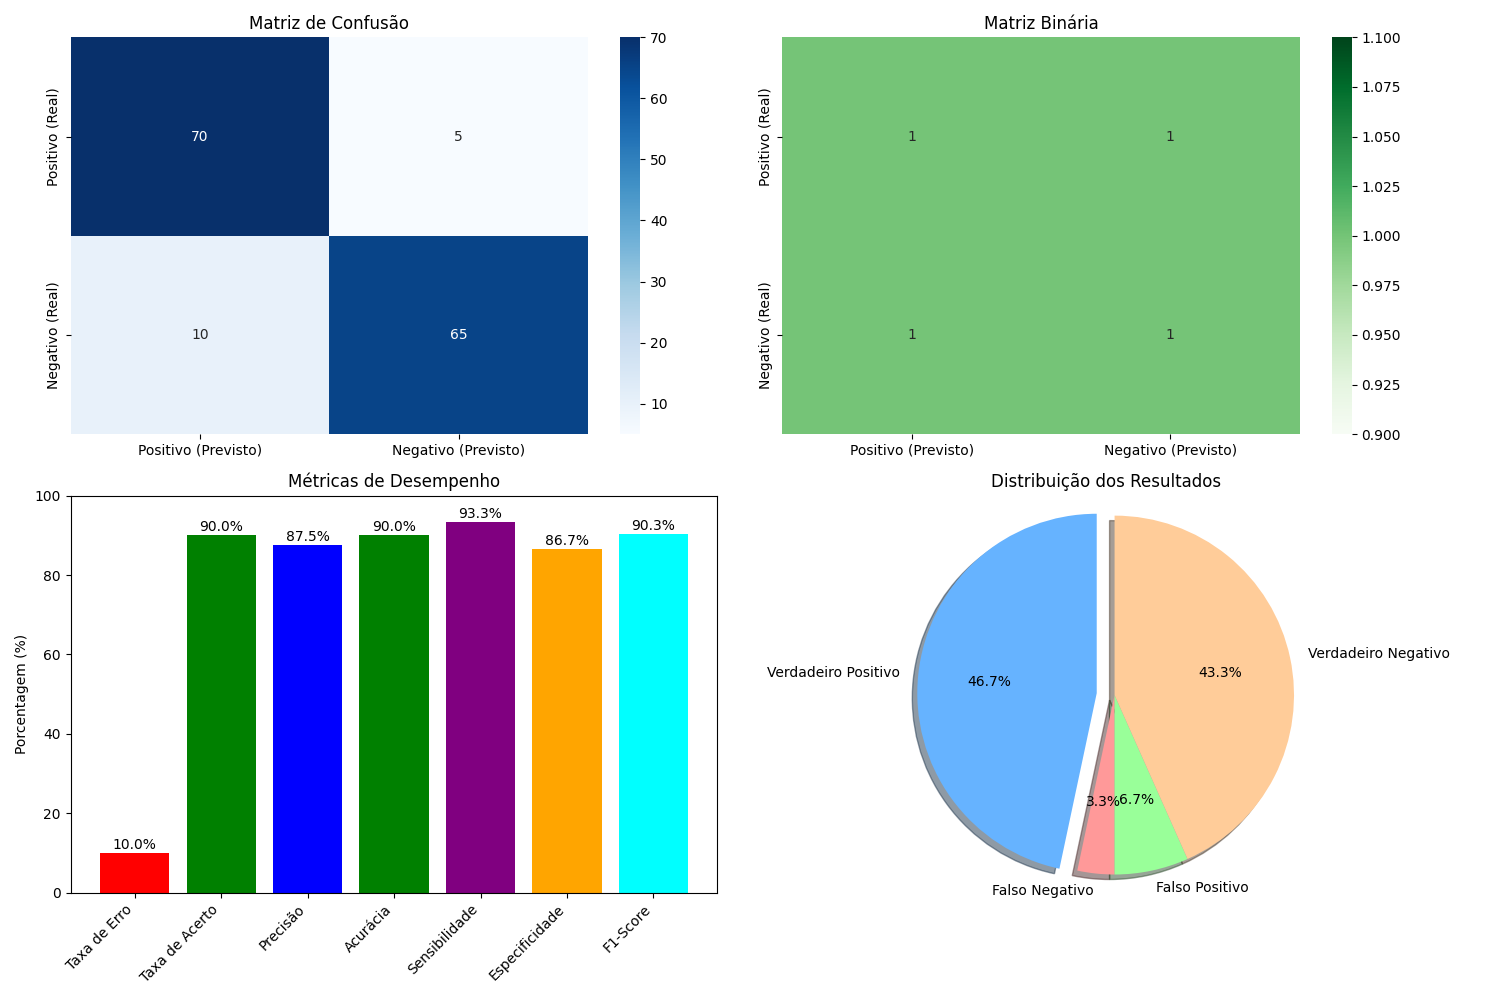 Matriz de Confusão
Positivo (Real)
Negativo (Real)
70
5
10
65
Positivo (Previsto)
Negativo (Previsto)
70
60
50
40
30
20
10
Matriz Binária
Positivo (Real)
Negativo (Real)
1
1
1
1
Positivo (Previsto)
Negativo (Previsto)
1.100
1.075
1.050
1.025
1.000
0.975
0.950
0.925
0.900
Métricas de Desempenho
Porcentagem (%)
100
80
60
40
20
0
10.0%
90.0%
87.5%
90.0%
93.3%
86.7%
90.3%
Taxa de Erro
Taxa de Acerto
Precisão
Acurácia
Sensibilidade
Especificidade
F1-Score
Distribuição dos Resultados
Verdadeiro Positivo
46.7%
43.3%
Verdadeiro Negativo
3.3%
6.7%
Falso Negativo
Falso Positivo